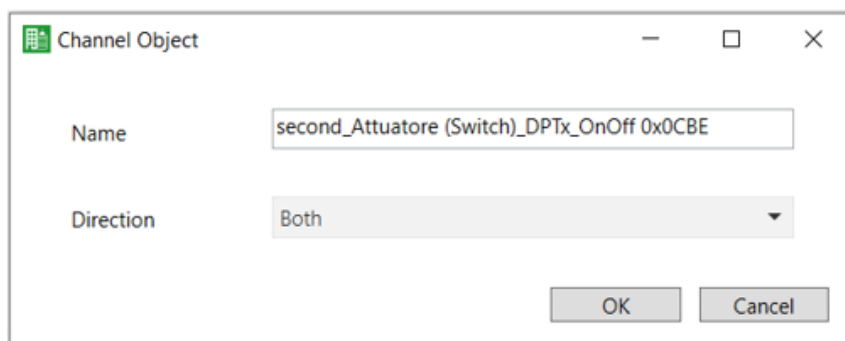 Channel Object
Name
second_Attuatore (Switch)_DPTx_OnOff 0x0CBE
Direction
Both
OK
Cancel